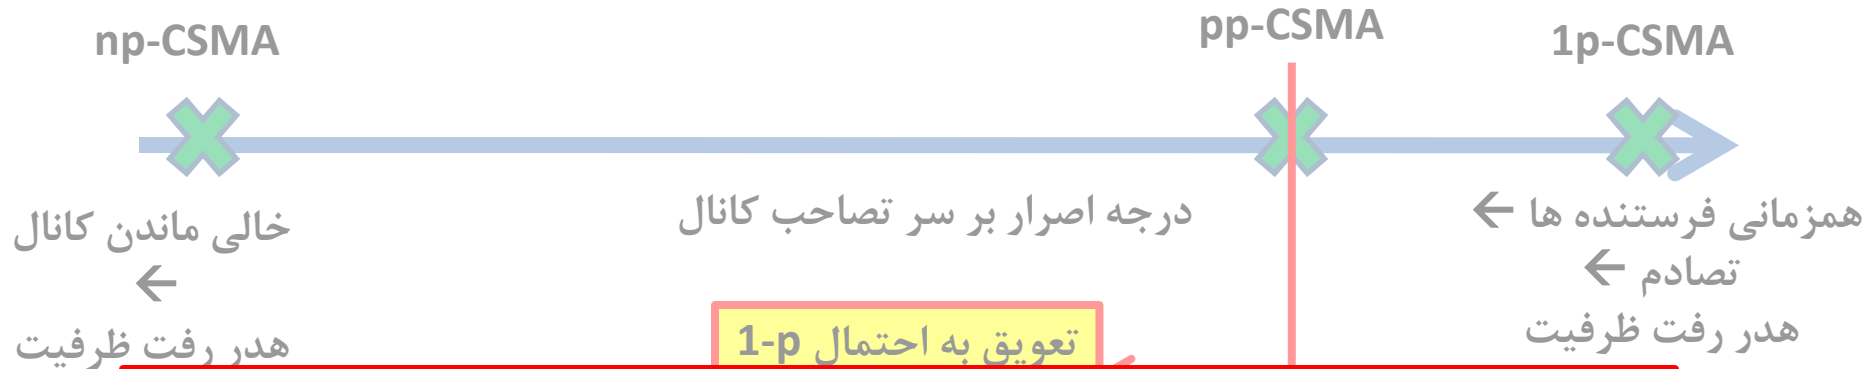 np-CSMA
pp-CSMA
1p-CSMA
درجه اصرار بر سر تصاحب کانال
همزمانی فرستنده ها ←
تصادم ←
هدر رفت ظرفیت
خالی ماندن کانال
←
هدر رفت ظرفیت
تعویق به احتمال 1-p